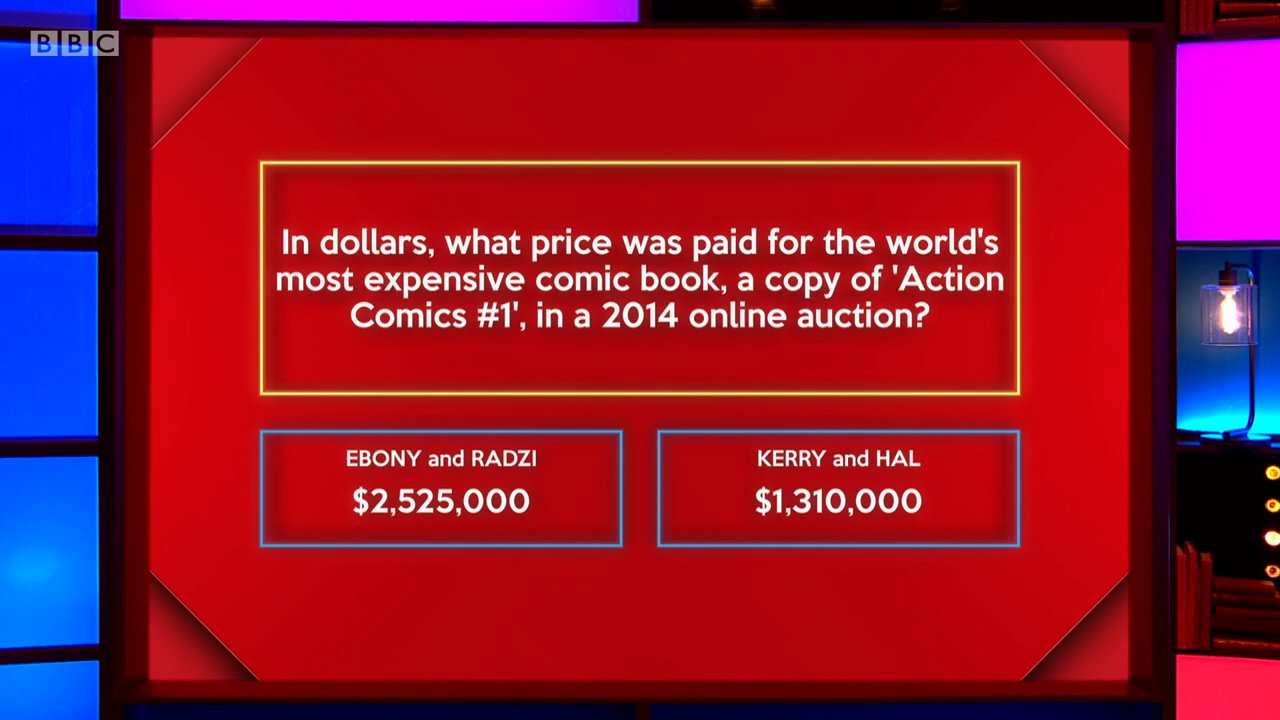 BBC
In dollars, what price was paid for the world's
most expensive comic book, a copy of 'Action
Comics #1', in a 2014 online auction?
EBONY and RADZI
$2,525,000
KERRY and HAL
$1,310,000